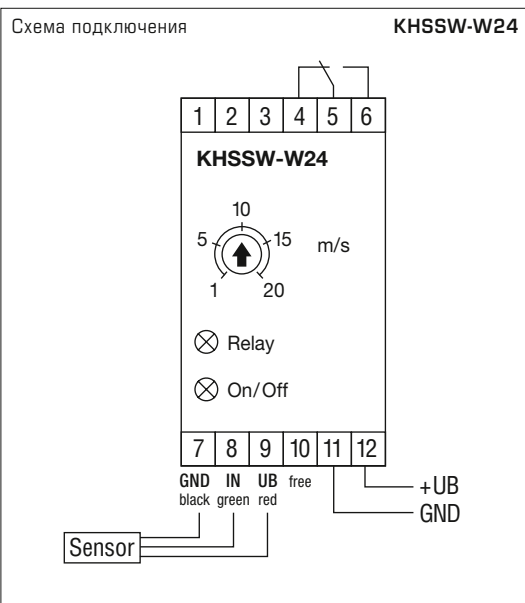 Схема подключения KHSSW-W24
1 2 3 4 5 6
KHSSW-W24
10
5 15 m/s
1 20
Relay
On/Off
7 8 9 10 11 12
GND IN UB free
black green red
+UB
GND
Sensor